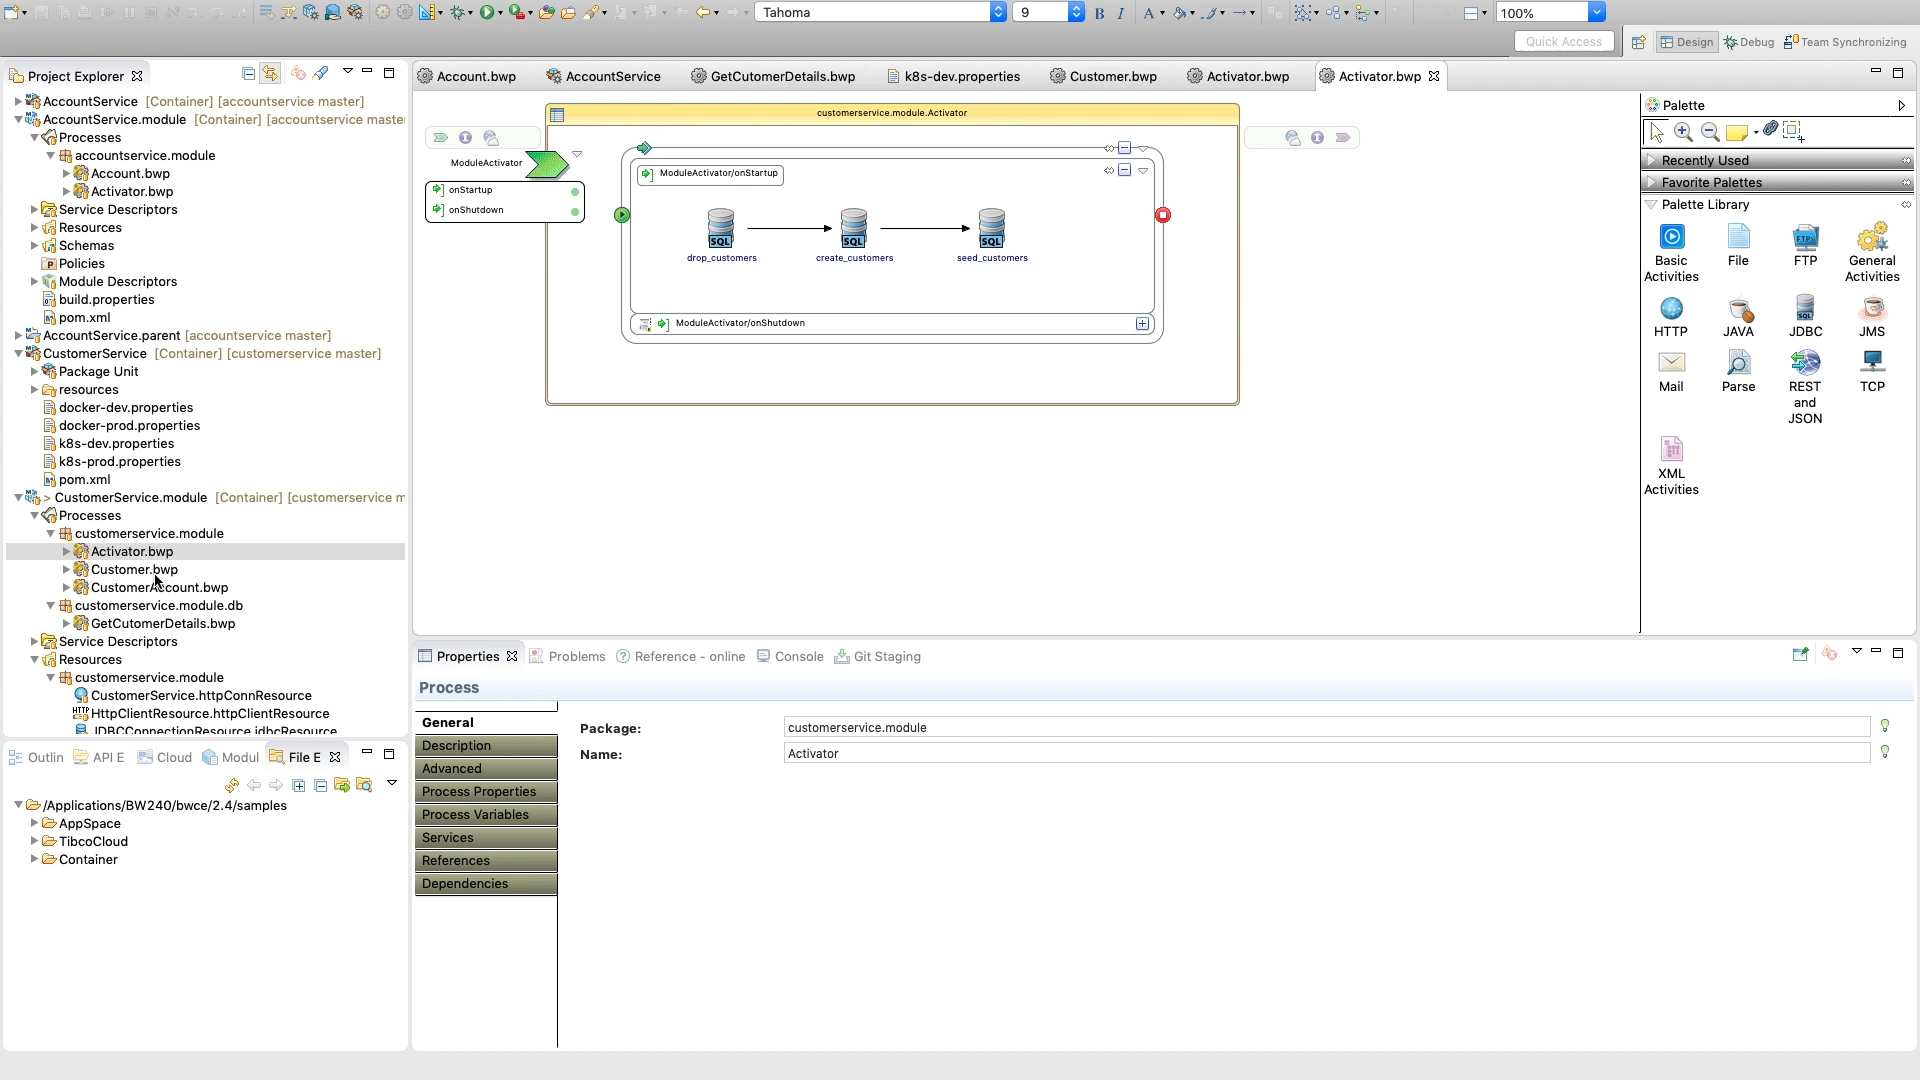 Tahoma
9
B I A
100%
Quick Access
Design
Debug
Team Synchronizing
Project Explorer
AccountService [Container] [accountservice master]
AccountService.module [Container] [accountservice maste
Processes
accountservice.module
Account.bwp
Activator.bwp
Service Descriptors
Resources
Schemas
Policies
Module Descriptors
build.properties
pom.xml
AccountService.parent [accountservice master]
CustomerService [Container] [customerservice master]
Package Unit
resources
docker-dev.properties
docker-prod.properties
k8s-dev.properties
k8s-prod.properties
pom.xml
> CustomerService.module [Container] [customerservice m
Processes
customerservice.module
Activator.bwp
Customer.bwp
CustomerAccount.bwp
customerservice.module.db
GetCutomerDetails.bwp
Service Descriptors
Resources
customerservice.module
CustomerService.httpConnResource
HttpClientResource.httpClientResource
JDBCConnectionResource.jdbcResource
Outlin
API E
Cloud
Modul
File E
/Applications/BW240/bwce/2.4/samples
AppSpace
TibcoCloud
Container
Account.bwp
AccountService
GetCutomerDetails.bwp
k8s-dev.properties
Customer.bwp
Activator.bwp
Activator.bwp
customerservice.module.Activator
ModuleActivator
onStartup
onShutdown
ModuleActivator/onStartup
SQL
SQL
SQL
drop_customers
create_customers
seed_customers
ModuleActivator/onShutdown
Palette
Recently Used
Favorite Palettes
Palette Library
Basic Activities
File
FTP
General Activities
HTTP
JAVA
JDBC
JMS
Mail
Parse
REST and JSON
TCP
XML Activities
Properties
Problems
Reference - online
Console
Git Staging
Process
General
Description
Advanced
Process Properties
Process Variables
Services
References
Dependencies
Package: customerservice.module
Name: Activator